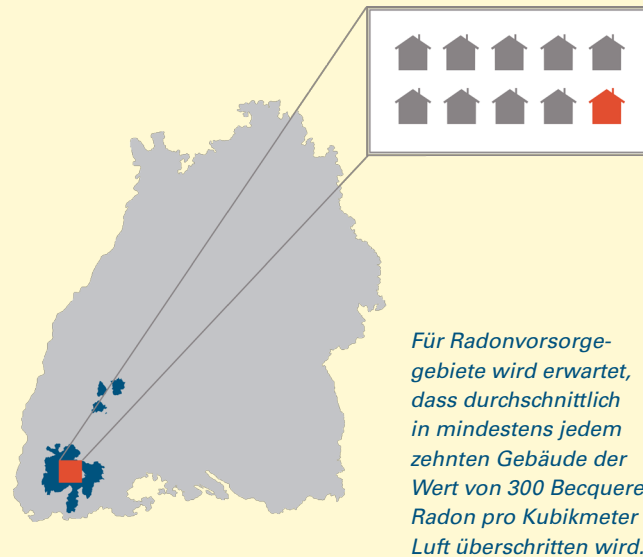 Für Radonvorsorge-
gebiete wird erwartet,
dass durchschnittlich
in mindestens jedem
zehnten Gebäude der
Wert von 300 Becquere
Radon pro Kubikmeter
Luft überschritten wird.